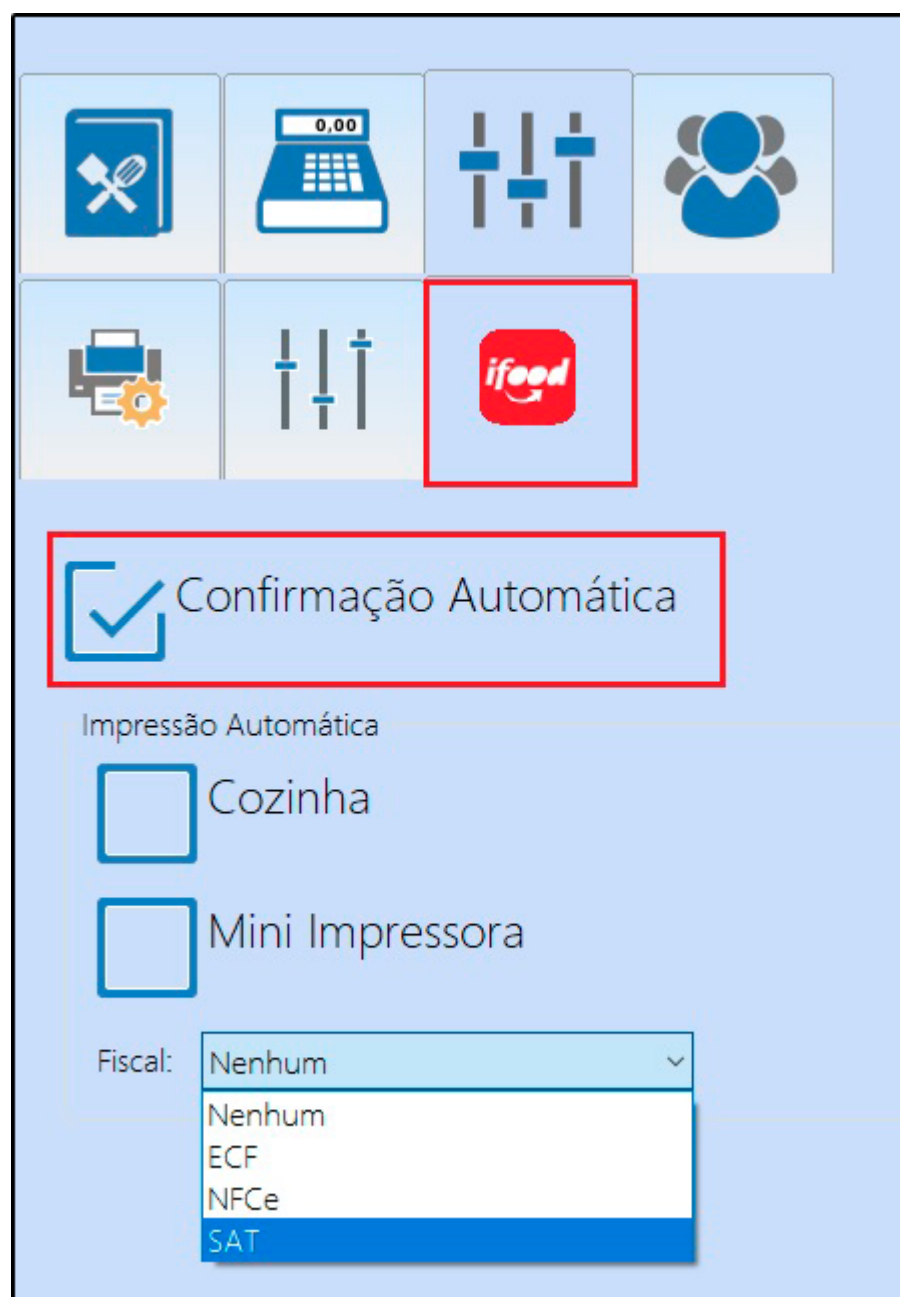 0,00
ifood
Confirmação Automática
Impressão Automática
Cozinha
Mini Impressora
Fiscal: Nenhum
Nenhum
ECF
NFCe
SAT